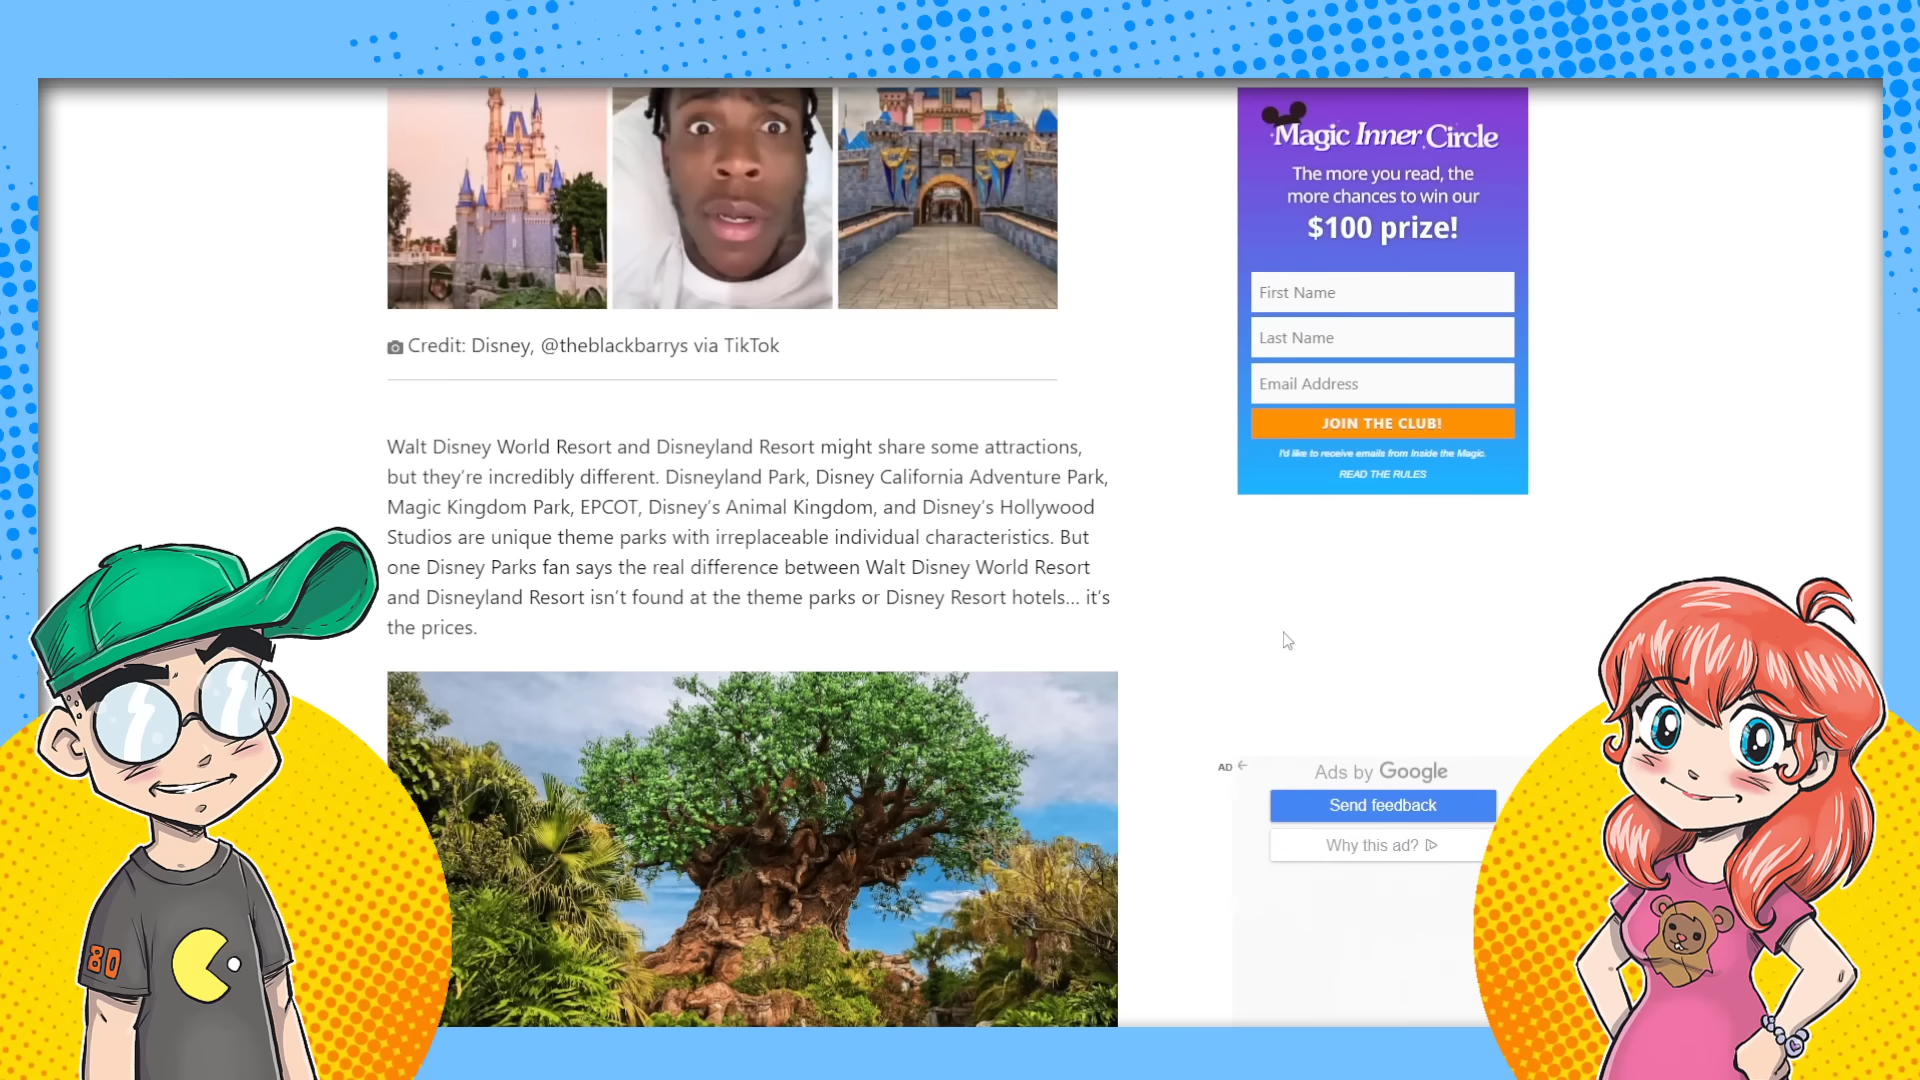 Credit: Disney, @theblackbarrys via TikTok
Walt Disney World Resort and Disneyland Resort might share some attractions,
but they're incredibly different. Disneyland Park, Disney California Adventure Park,
Magic Kingdom Park, EPCOT, Disney's Animal Kingdom, and Disney's Hollywood
Studios are unique theme parks with irreplaceable individual characteristics. But
one Disney Parks fan says the real difference between Walt Disney World Resort
and Disneyland Resort isn't found at the theme parks or Disney Resort hotels... it's
the prices.
Magic Inner Circle
The more you read, the
more chances to win our
$100 prize!
First Name
Last Name
Email Address
JOIN THE CLUB!
I'd like to receive emails from Inside the Magic.
READ THE RULES
AD
Ads by Google
Send feedback
Why this ad?
80